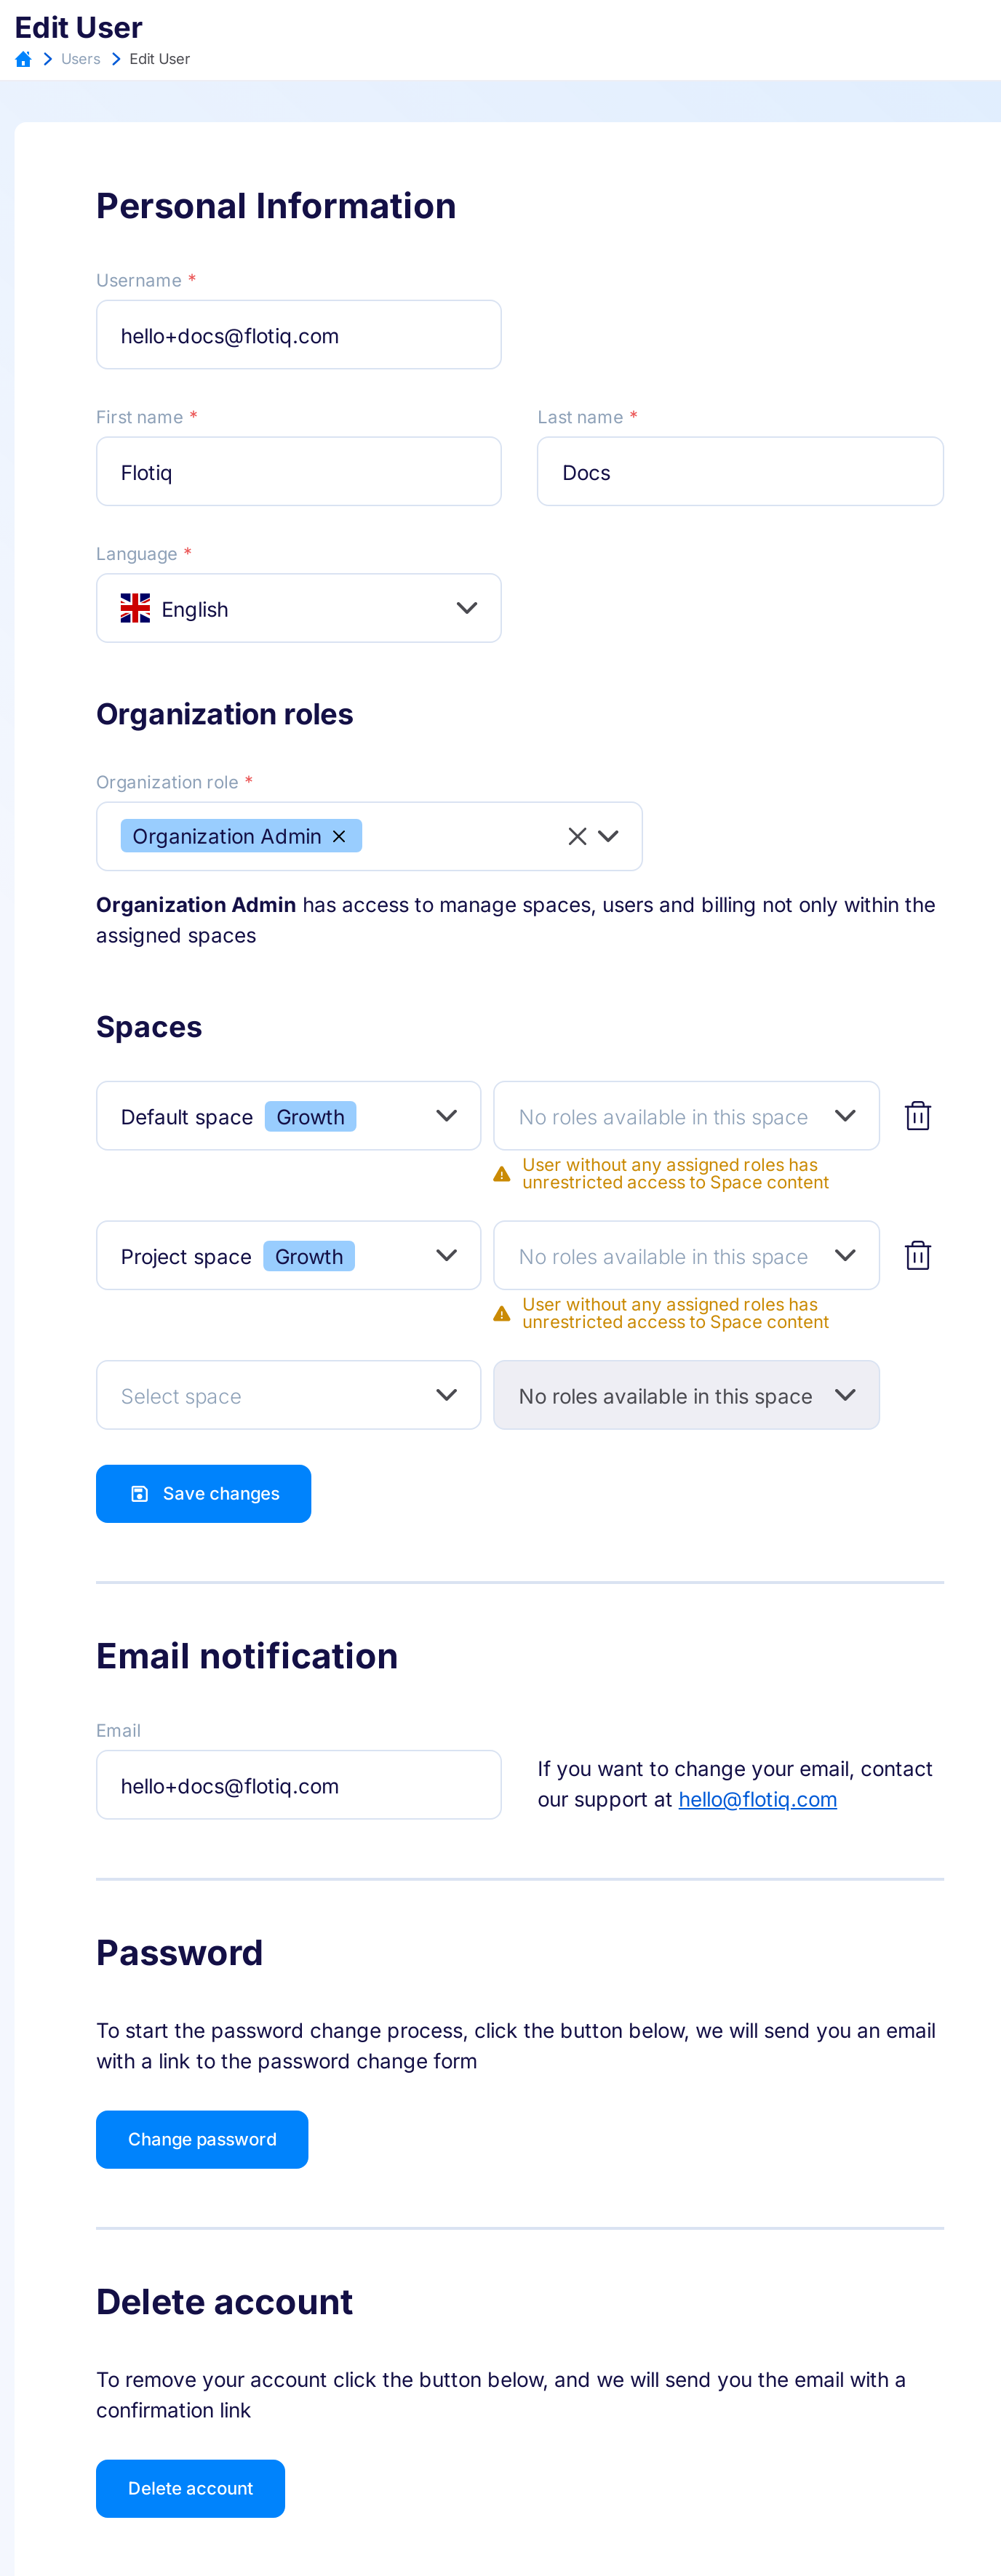 Edit User
Users
Edit User
Personal Information
Username *
hello+docs@flotiq.com
First name *
Last name *
Flotiq
Docs
Language *
English
Organization roles
Organization role *
Organization Admin
Organization Admin has access to manage spaces, users and billing not only within the
assigned spaces
Spaces
Default space Growth
No roles available in this space
User without any assigned roles has
unrestricted access to Space content
Project space Growth
No roles available in this space
User without any assigned roles has
unrestricted access to Space content
Select space
No roles available in this space
Save changes
Email notification
Email
hello+docs@flotiq.com
If you want to change your email, contact
our support at hello@flotiq.com
Password
To start the password change process, click the button below, we will send you an email
with a link to the password change form
Change password
Delete account
To remove your account click the button below, and we will send you the email with a
confirmation link
Delete account